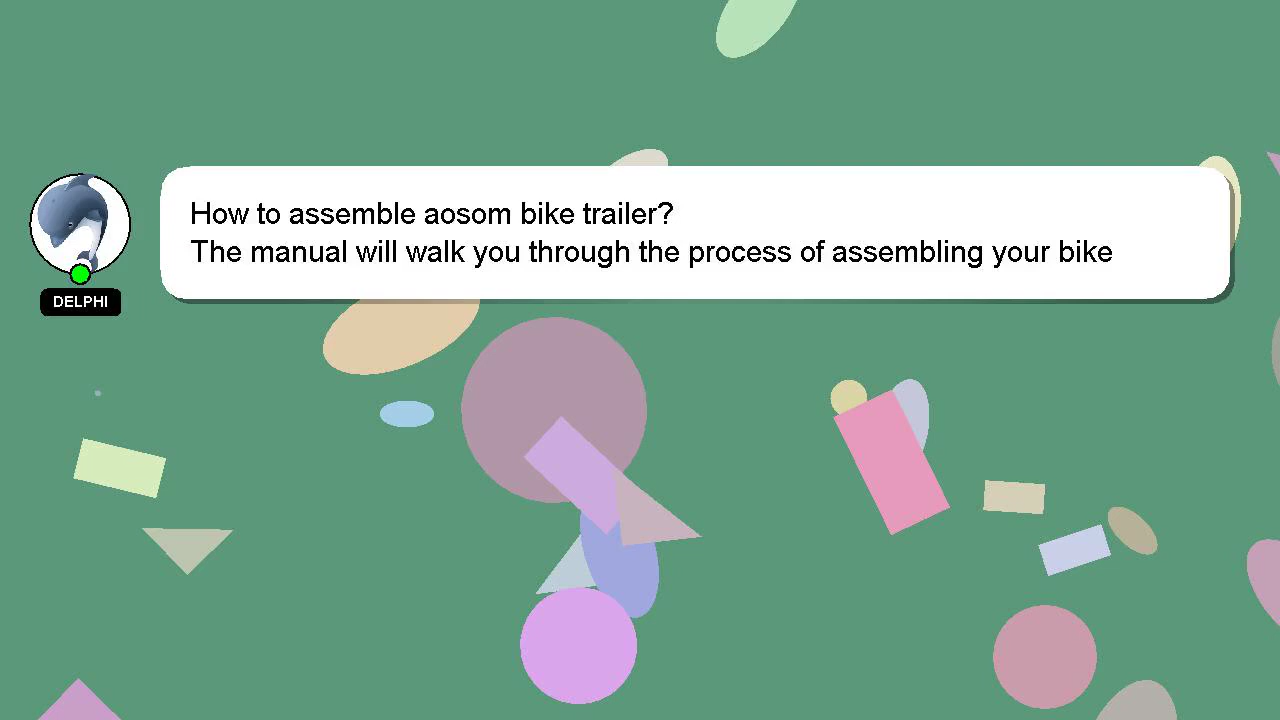 How to assemble aosom bike trailer?
The manual will walk you through the process of assembling your bike
DELPHI